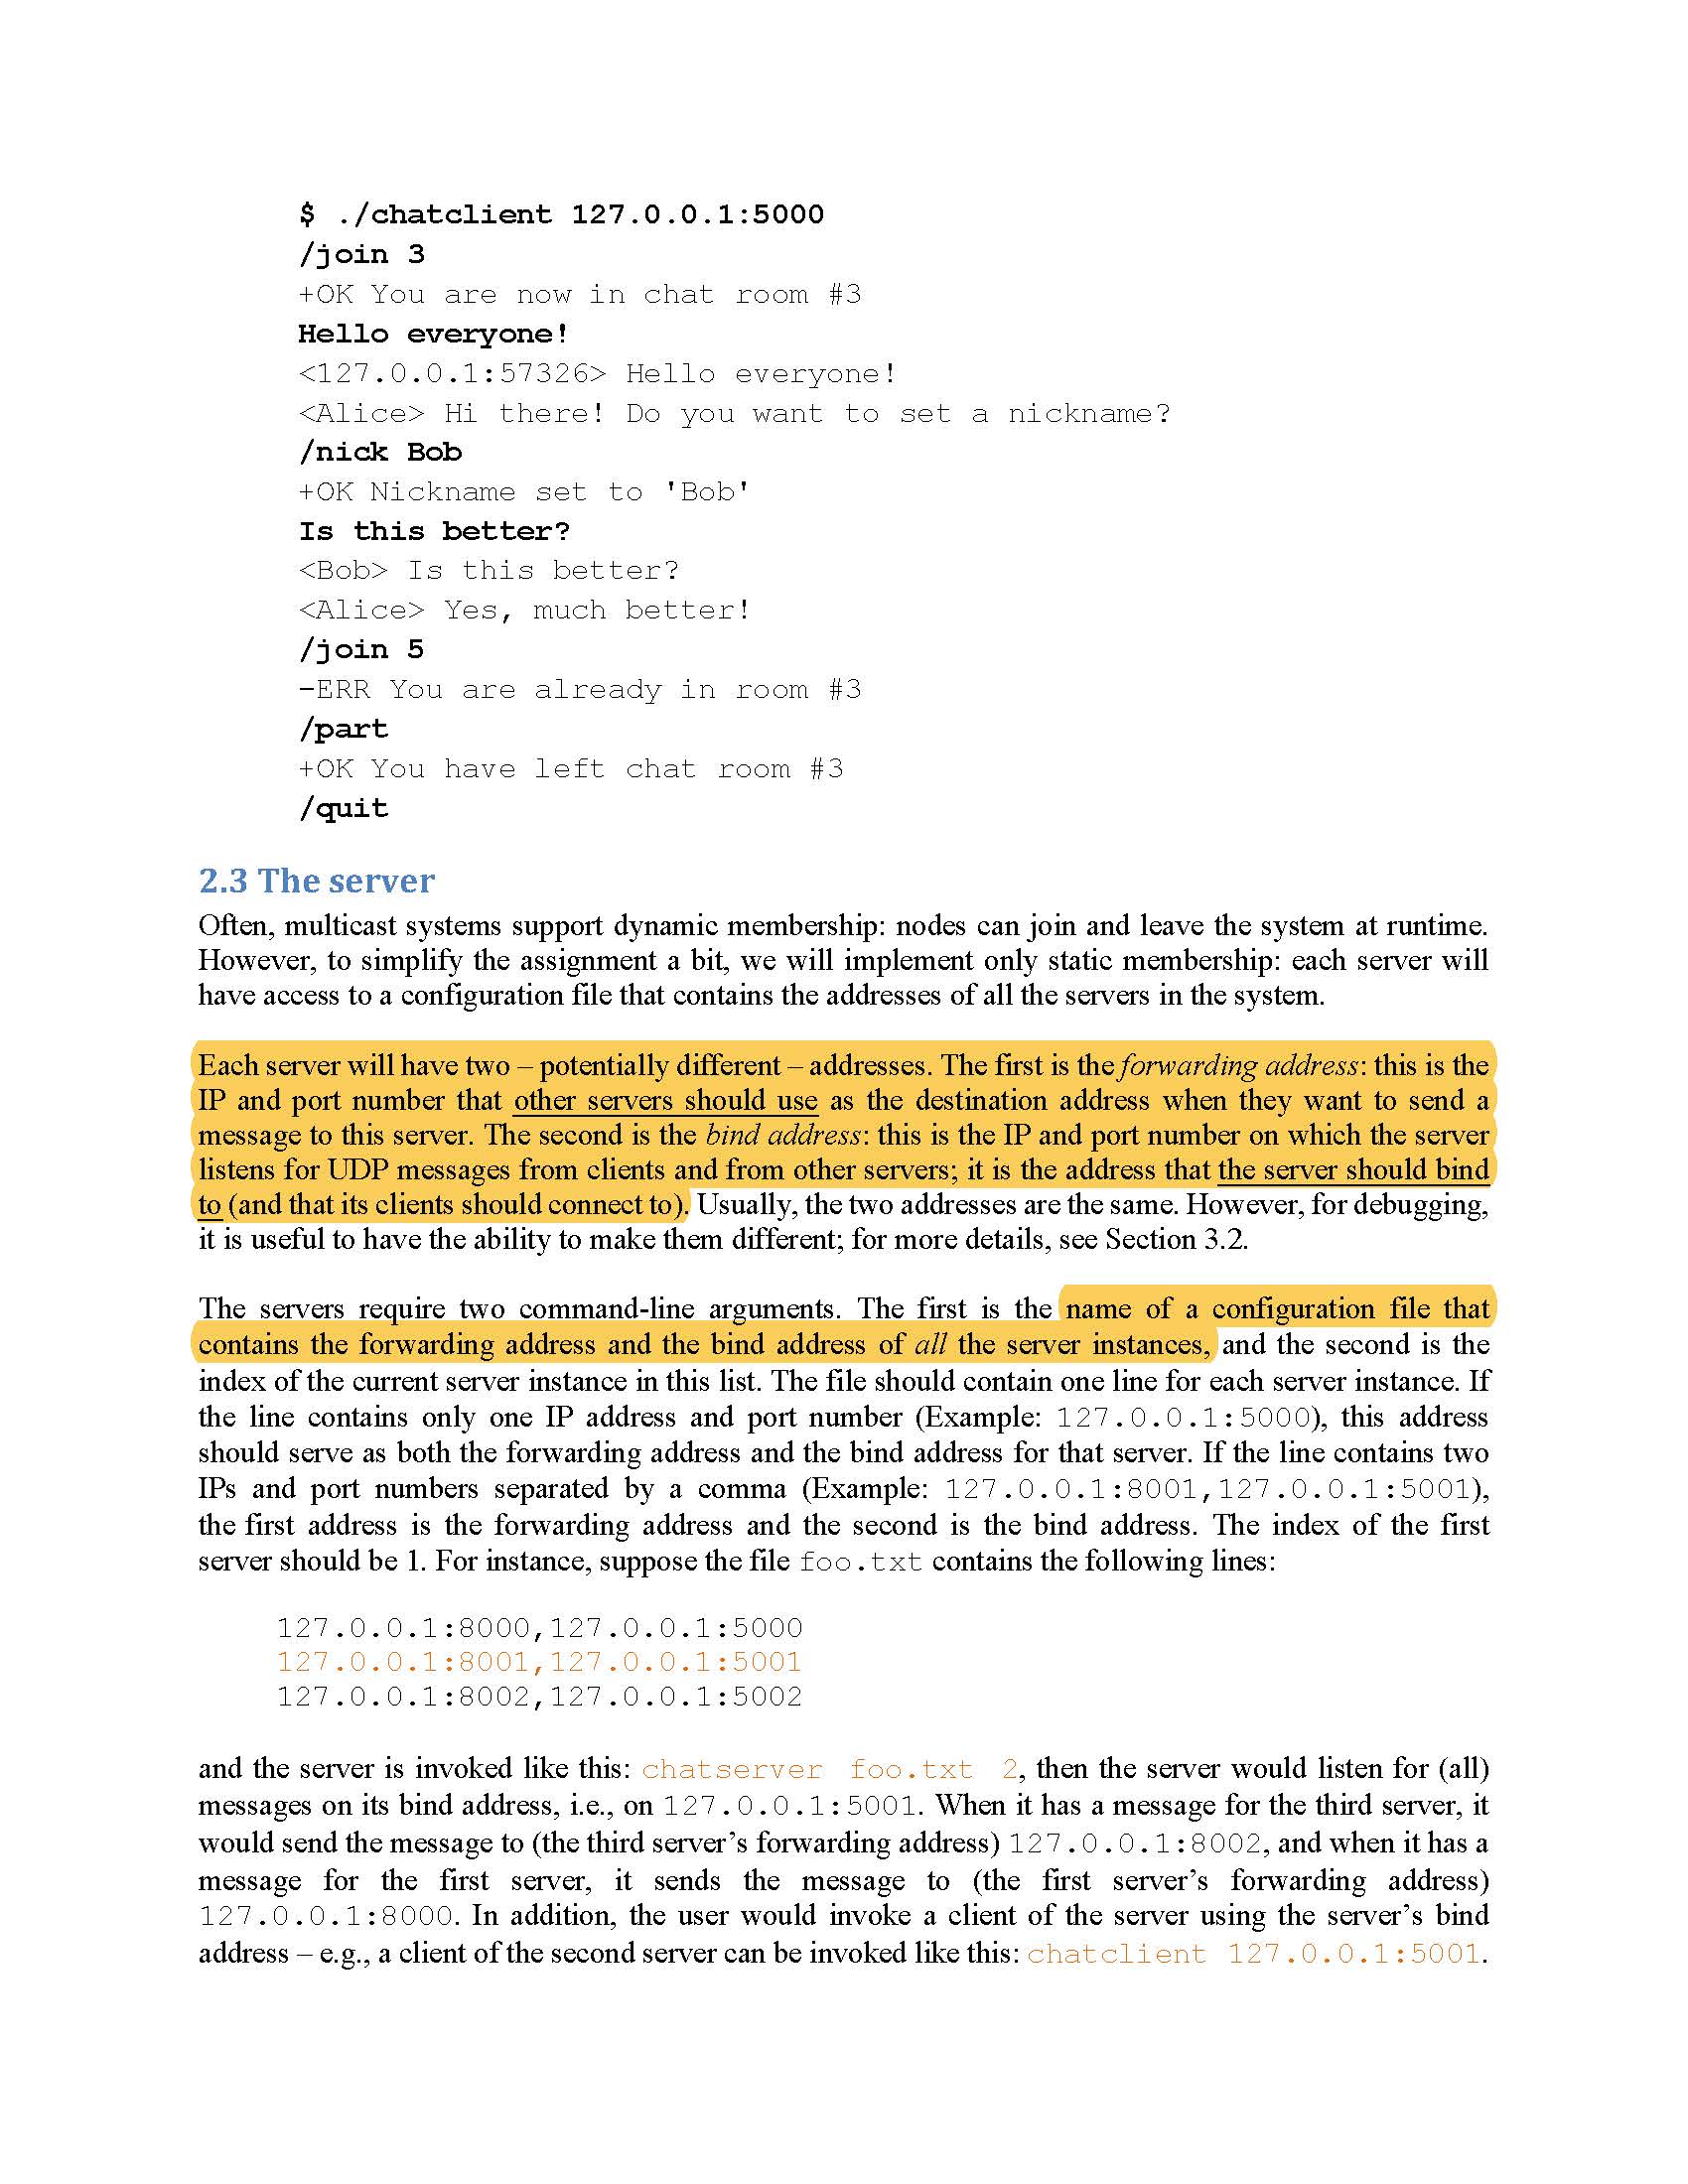 $ ./chatclient 127.0.0.1:5000
/join 3
+OK You are now in chat room #3
Hello everyone!
<127.0.0.1:57326> Hello everyone!
<Alice> Hi there! Do you want to set a nickname?
/nick Bob
+OK Nickname set to 'Bob'
Is this better?
<Bob> Is this better?
<Alice> Yes, much better!
/join 5
-ERR You are already in room #3
/part
+OK You have left chat room #3
/quit
2.3 The server
Often, multicast systems support dynamic membership: nodes can join and leave the system at runtime.
However, to simplify the assignment a bit, we will implement only static membership: each server will
have access to a configuration file that contains the addresses of all the servers in the system.
Each server will have two – potentially different – addresses. The first is the forwarding address: this is the
IP and port number that other servers should use as the destination address when they want to send a
message to this server. The second is the bind address: this is the IP and port number on which the server
listens for UDP messages from clients and from other servers; it is the address that the server should bind
to (and that its clients should connect to). Usually, the two addresses are the same. However, for debugging,
it is useful to have the ability to make them different; for more details, see Section 3.2.
The servers require two command-line arguments. The first is the name of a configuration file that
contains the forwarding address and the bind address of all the server instances, and the second is the
index of the current server instance in this list. The file should contain one line for each server instance. If
the line contains only one IP address and port number (Example: 127.0.0.1:5000), this address
should serve as both the forwarding address and the bind address for that server. If the line contains two
IPs and port numbers separated by a comma (Example: 127.0.0.1:8001,127.0.0.1:5001),
the first address is the forwarding address and the second is the bind address. The index of the first
server should be 1. For instance, suppose the file foo.txt contains the following lines:
127.0.0.1:8000,127.0.0.1:5000
127.0.0.1:8001,127.0.0.1:5001
127.0.0.1:8002,127.0.0.1:5002
and the server is invoked like this: chatserver foo.txt 2, then the server would listen for (all)
messages on its bind address, i.e., on 127.0.0.1:5001. When it has a message for the third server, it
would send the message to (the third server’s forwarding address) 127.0.0.1:8002, and when it has a
message for the first server, it sends the message to (the first server’s forwarding address)
127.0.0.1:8000. In addition, the user would invoke a client of the server using the server’s bind
address – e.g., a client of the second server can be invoked like this: chatclient 127.0.0.1:5001.